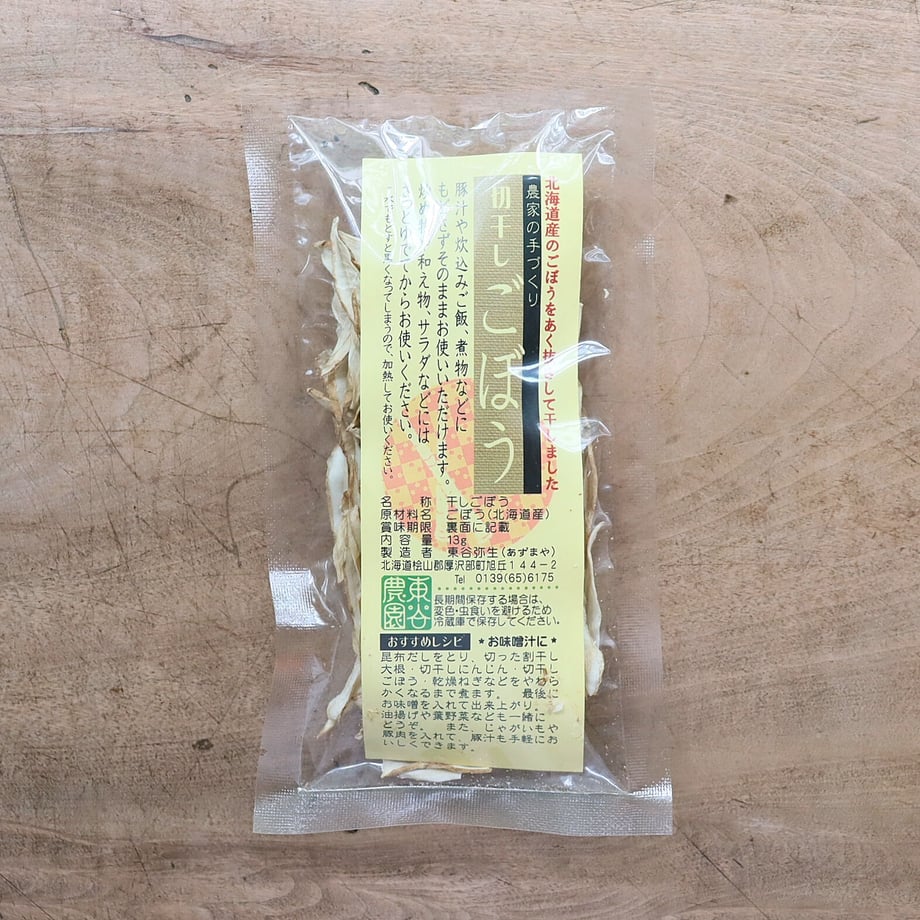 北海道産のごぼうをあく抜きして干しました
農家の手づくり
切干しごぼう
豚汁や炊込みご飯、煮物などに
もどさずそのままお使いいただけます。
和え物、サラダなどには
からお使いください。
くなってしまうので、加熱してお使いください。
名称 干しごぼう
原材料名 ごぼう(北海道産)
賞味期限 裏面に記載
内容量 13g
製造者 東谷弥生(あずまや)
北海道桧山郡厚沢部町旭丘144-2
Tel 0139(65)6175
東谷農園
長期間保存する場合は、
変色・虫食いを避けるため
冷蔵庫で保存してください。
おすすめレシピ ★お味噌汁に★
昆布だしをとり、切った割干し
大根・切干しにんじん・切干し
ごぼう・乾燥ねぎなどをやわら
かくなるまで煮ます。 最後に
お味噌を入れて出来上がり。
油揚げや葉野菜なども一緒に
どうぞ。 また、じゃがいもや
豚肉を入れて、豚汁も手軽にお
いしくできます。